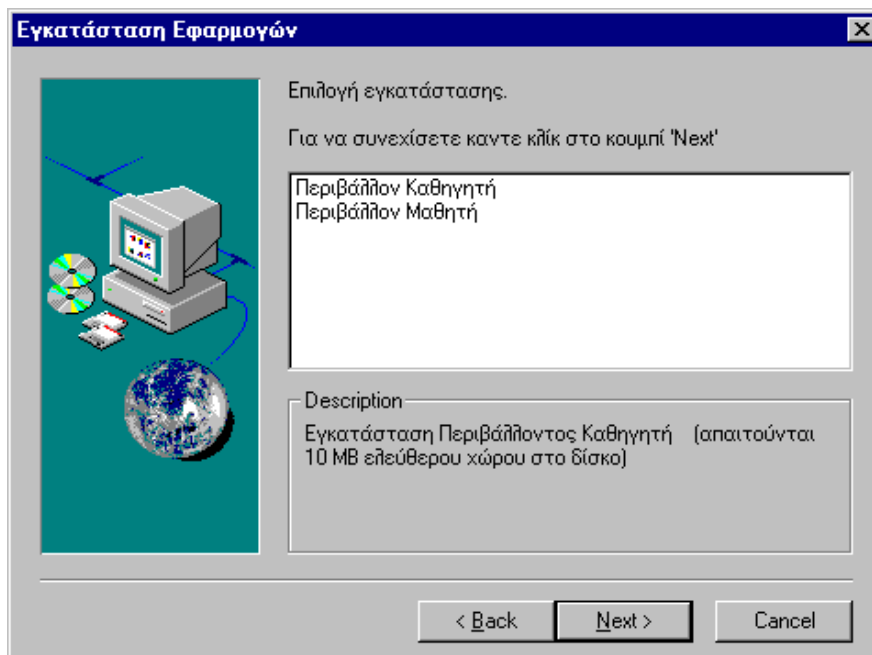 Εγκατάσταση Εφαρμογών
Επιλογή εγκατάστασης.
Για να συνεχίσετε καντε κλίκ στο κουμπί 'Next'
Περιβάλλον Καθηγητή
Περιβάλλον Μαθητή
Description
Εγκατάσταση Περιβάλλοντος Καθηγητή (απαιτούνται
10 MB ελεύθερου χώρου στο δίσκο)
< Back
Next >
Cancel